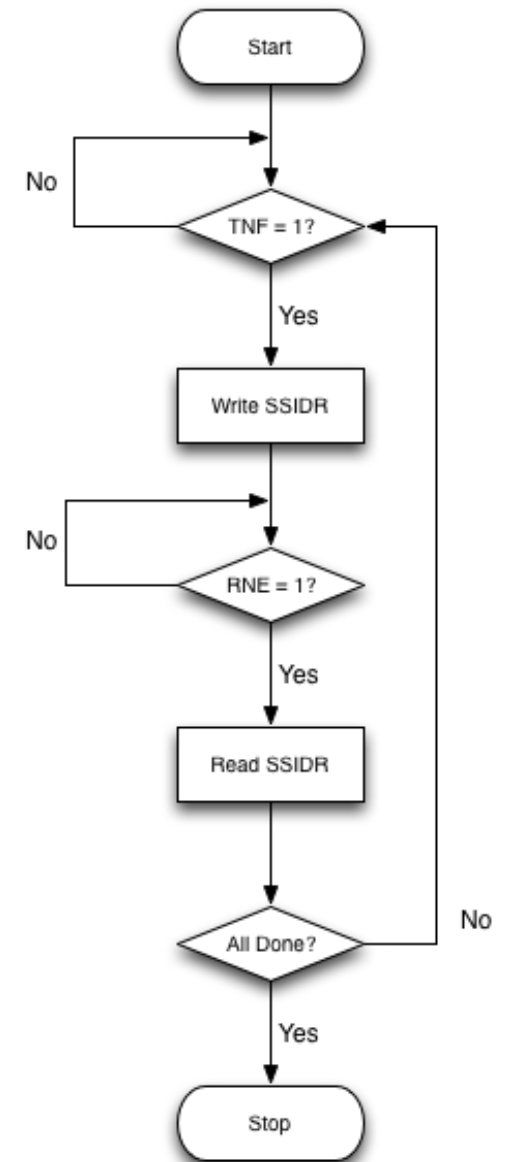 Start
No
TNF = 1?
Yes
Write SSIDR
No
RNE = 1?
Yes
Read SSIDR
No
All Done?
Yes
Stop